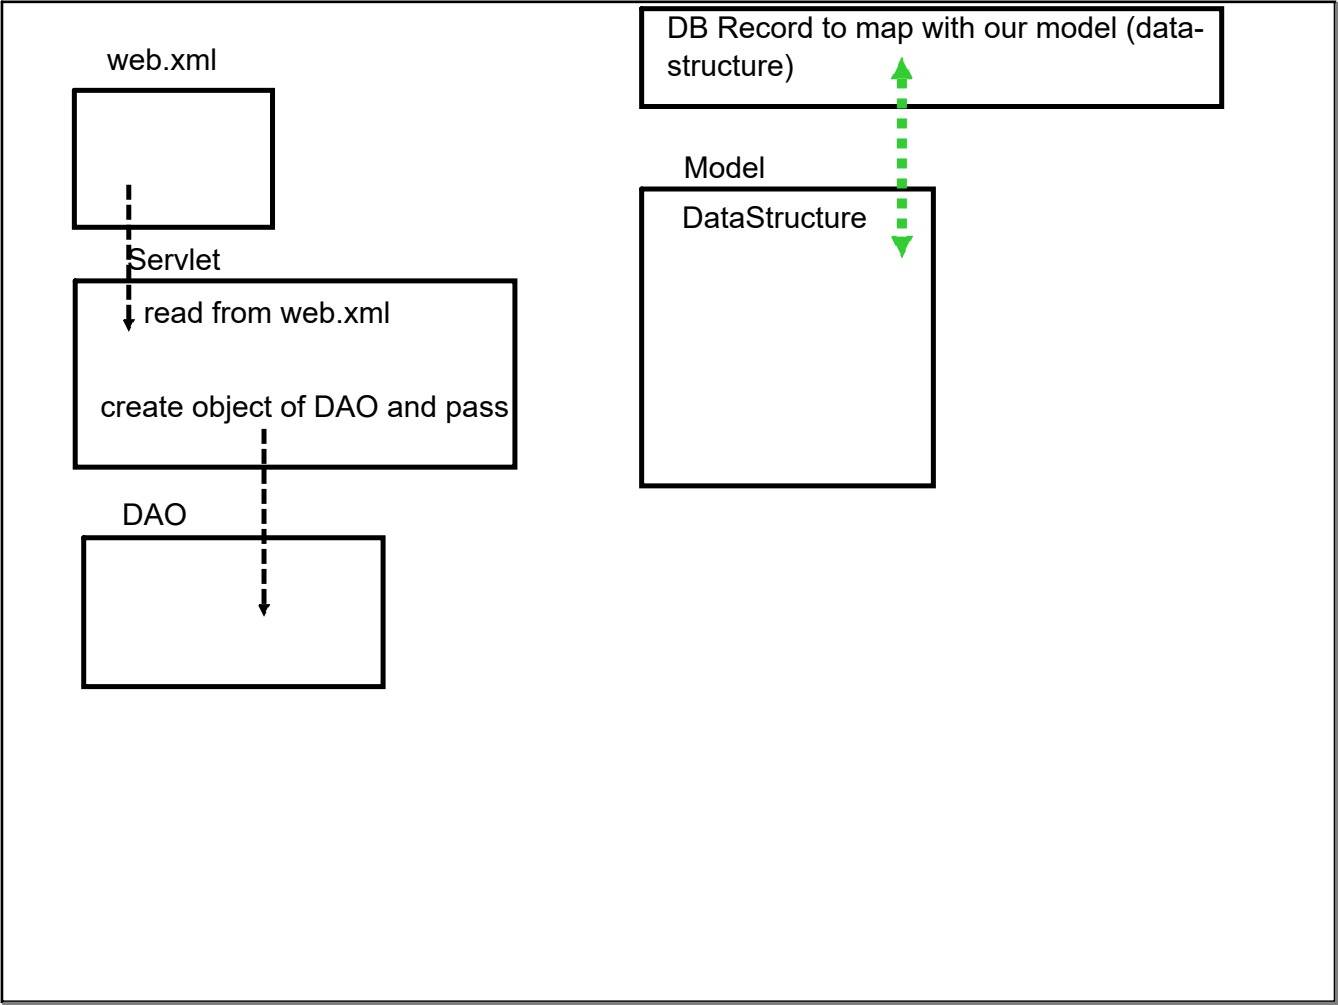 web.xml
Servlet
read from web.xml
create object of DAO and pass
DAO
DB Record to map with our model (data-
structure)
Model
DataStructure